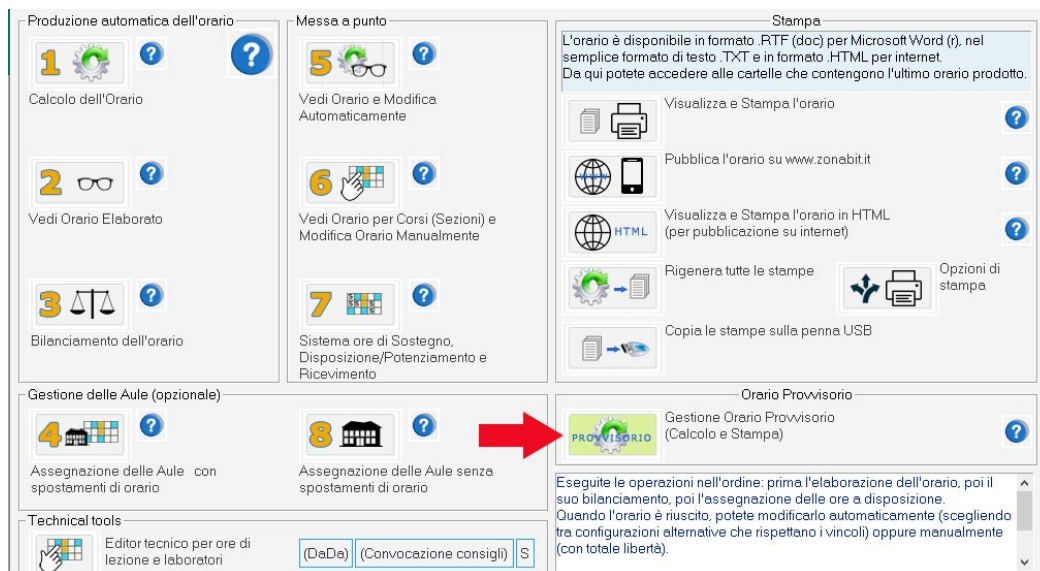 Produzione automatica dell'orario
1
?
?
Calcolo dell'Orario
2
?
Vedi Orario Elaborato
3
?
Bilanciamento dell'orario
Messa a punto
5
?
Vedi Orario e Modifica
Automaticamente
6
?
Vedi Orario per Corsi (Sezioni) e
Modifica Orario Manualmente
7
?
Sistema ore di Sostegno,
Disposizione/Potenziamento e
Ricevimento
Stampa
L'orario è disponibile in formato .RTF (doc) per Microsoft Word (r), nel
semplice formato di testo .TXT e in formato .HTML per internet.
Da qui potete accedere alle cartelle che contengono l'ultimo orario prodotto.
Visualizza e Stampa l'orario
?
www
Pubblica l'orario su www.zonabit.it
?
HTML
Visualizza e Stampa l'orario in HTML
(per pubblicazione su internet)
?
Rigenera tutte le stampe
Opzioni di
stampa
Copia le stampe sulla penna USB
Gestione delle Aule (opzionale)
4
?
Assegnazione delle Aule con
spostamenti di orario
8
?
Assegnazione delle Aule senza
spostamenti di orario
Orario Provvisorio
PROVVISORIO
Gestione Orario Provvisorio
(Calcolo e Stampa)
?
Eseguite le operazioni nell'ordine: prima l'elaborazione dell'orario, poi il
suo bilanciamento, poi l'assegnazione delle ore a disposizione.
Quando l'orario è riuscito, potete modificarlo automaticamente (scegliendo
tra configurazioni alternative che rispettano i vincoli) oppure manualmente
(con totale libertà).
Technical tools
Editor tecnico per ore di
lezione e laboratori
(DaDa) (Convocazione consigli) S